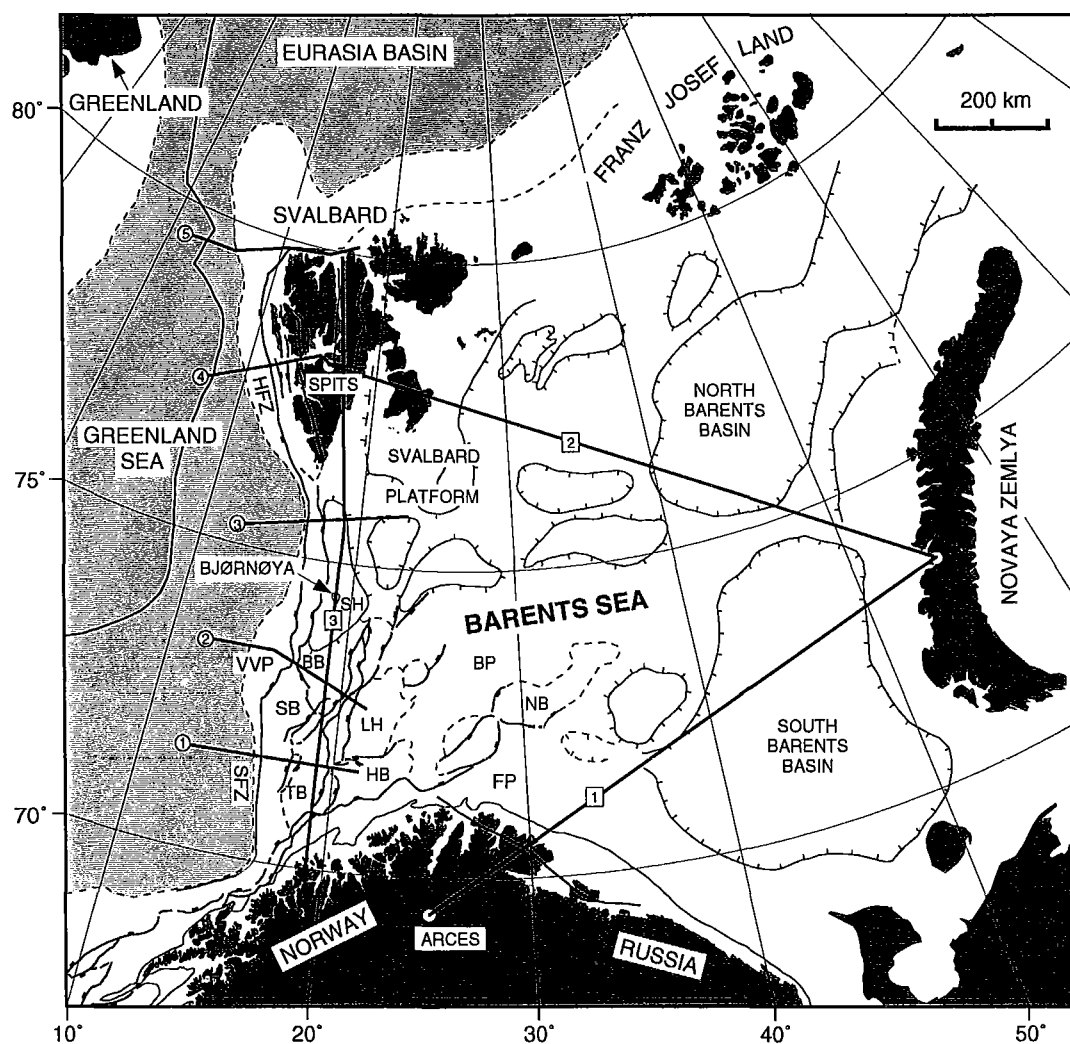 EURASIA BASIN
GREENLAND
FRANZ
JOSEF
LAND
200 km
80°
SVALBARD
5
4
SPITS
HFZ
GREENLAND
SEA
NORTH
BARENTS
BASIN
2
SVALBARD
PLATFORM
75°
3
BJØRNØYA
SH
3
BARENTS SEA
NOVAYA ZEMLYA
2
VVP
BB
BP
SB
LH
NB
1
SFZ
TB
HB
FP
SOUTH
BARENTS
BASIN
1
70°
NORWAY
ARCES
RUSSIA
10°
20°
30°
40°
50°